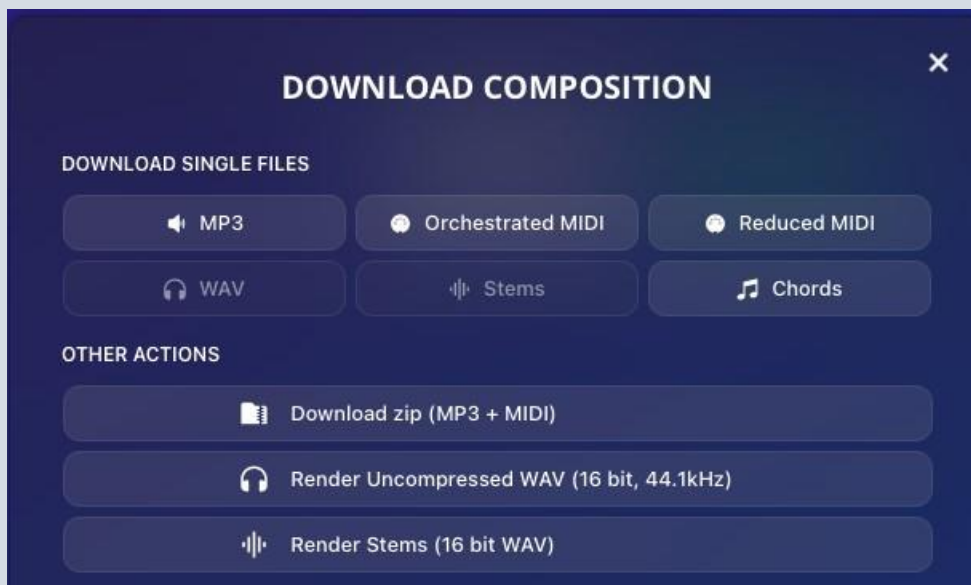 DOWNLOAD COMPOSITION
DOWNLOAD SINGLE FILES
MP3 Orchestrated MIDI Reduced MIDI
WAV Stems Chords
OTHER ACTIONS
Download zip (MP3 + MIDI)
Render Uncompressed WAV (16 bit, 44.1kHz)
Render Stems (16 bit WAV)